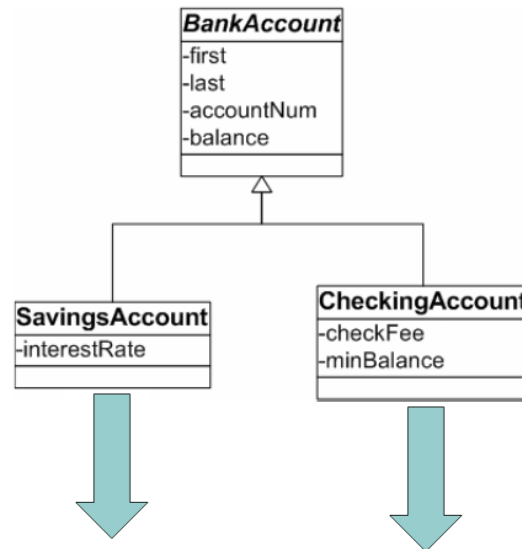 BankAccount
-first
-last
-accountNum
-balance
SavingsAccount
-interestRate
CheckingAccount
-checkFee
-minBalance